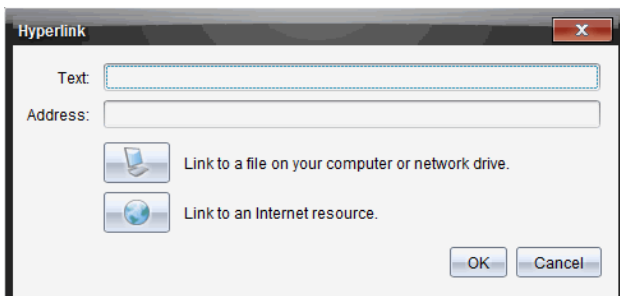 Hyperlink
Text:
Address:
Link to a file on your computer or network drive.
Link to an Internet resource.
OK Cancel